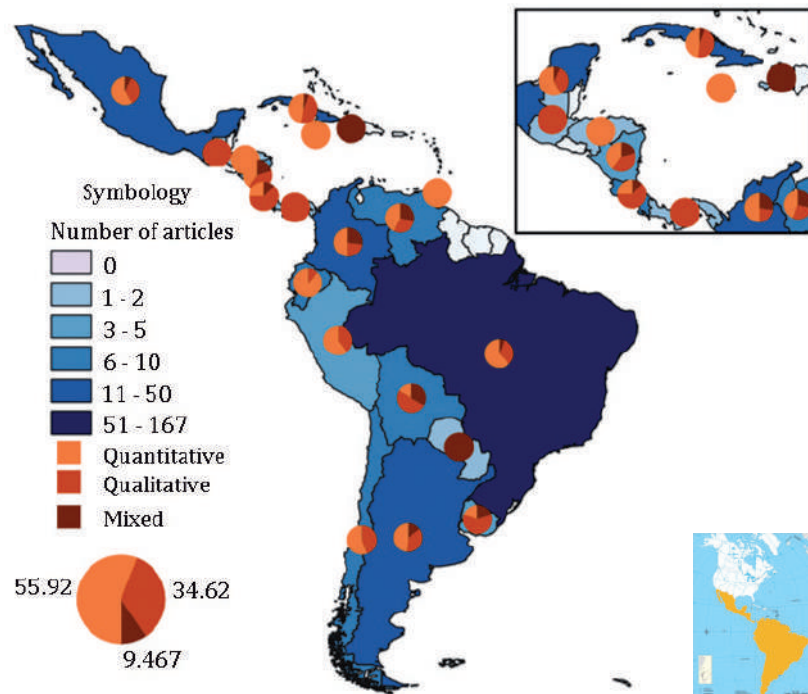 Symbology
Number of articles
0
1 - 2
3 - 5
6 - 10
11 - 50
51 - 167
Quantitative
Qualitative
Mixed
55.92
34.62
9.467